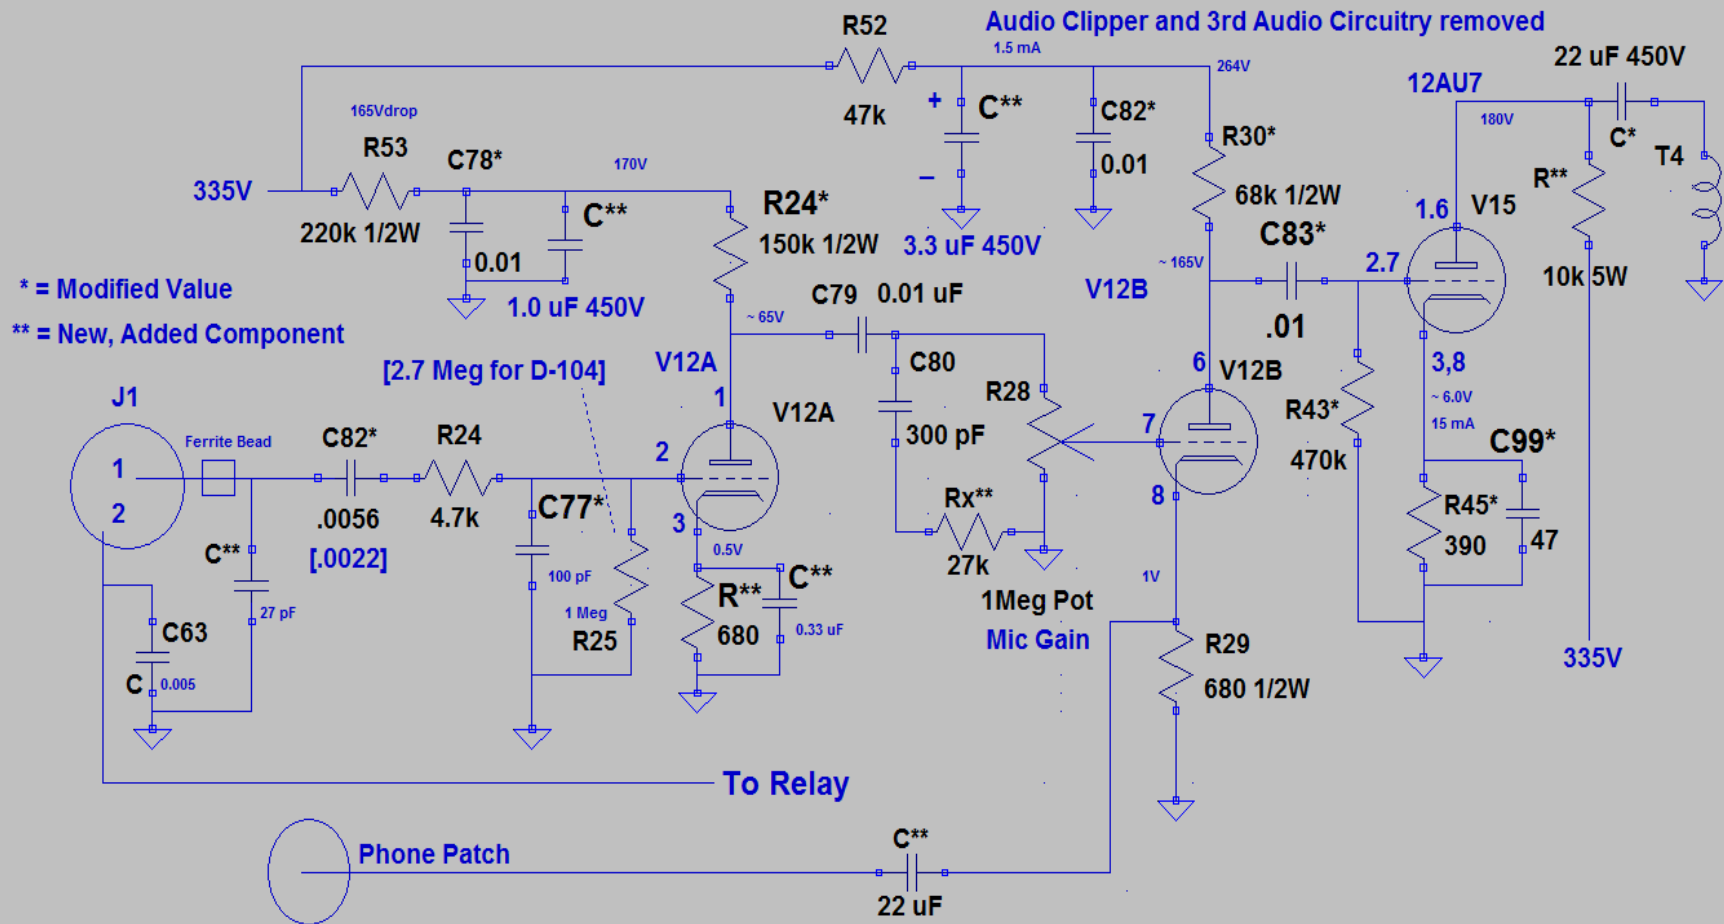 Audio Clipper and 3rd Audio Circuitry removed
R52
47k
1.5 mA
264V
+
C**
–
3.3 uF 450V
C82*
0.01
R30*
68k 1/2W
12AU7
22 uF 450V
C*
T4
180V
R**
10k 5W
335V
1.6
V15
2.7
3,8
~ 6.0V
15 mA
C99*
47
R45*
390
165Vdrop
R53
220k 1/2W
335V
C78*
0.01
C**
1.0 uF 450V
170V
R24*
150k 1/2W
~ 65V
* = Modified Value
** = New, Added Component
C79
0.01 uF
C80
300 pF
Rx**
27k
R28
1Meg Pot
Mic Gain
~ 165V
V12B
6
V12B
7
8
1V
R29
680 1/2W
C83*
.01
R43*
470k
[2.7 Meg for D-104]
V12A
1
V12A
2
3
0.5V
R**
680
C**
0.33 uF
J1
1
2
Ferrite Bead
C**
27 pF
C63
C
0.005
C82*
.0056
[.0022]
R24
4.7k
C77*
100 pF
1 Meg
R25
To Relay
Phone Patch
C**
22 uF